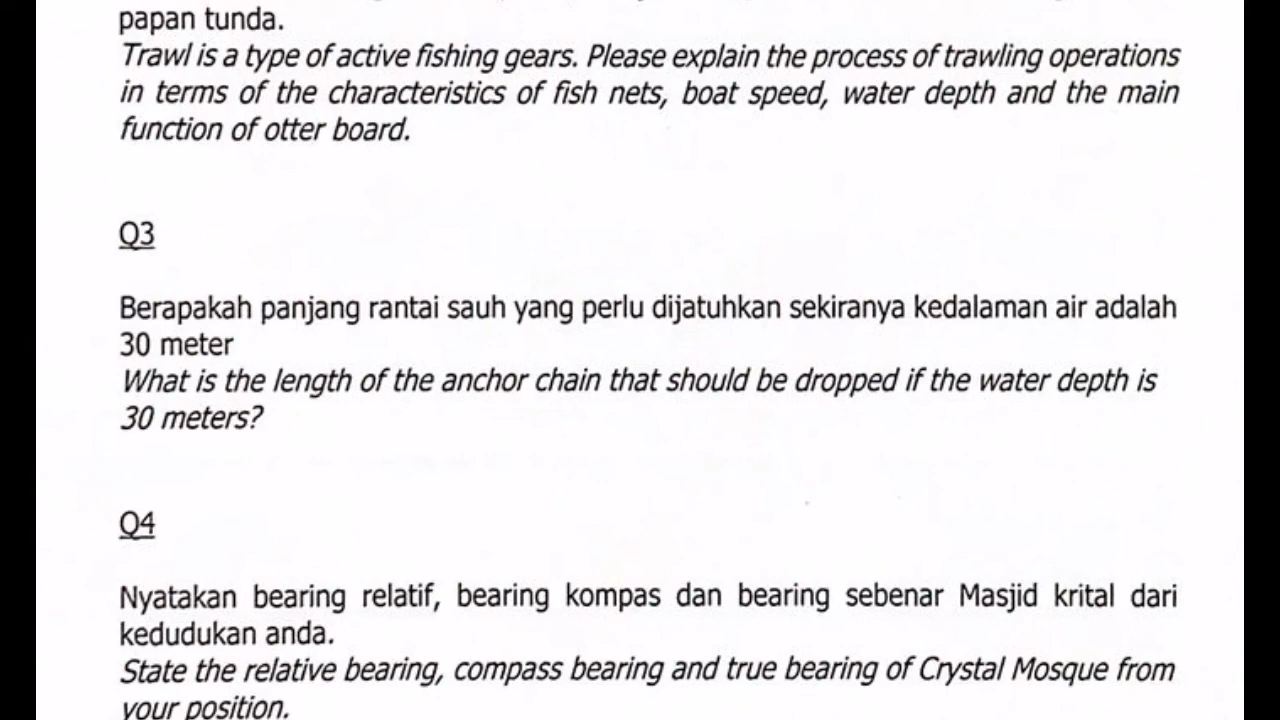 papan tunda.
Trawl is a type of active fishing gears. Please explain the process of trawling operations
in terms of the characteristics of fish nets, boat speed, water depth and the main
function of otter board.
Q3
Berapakah panjang rantai sauh yang perlu dijatuhkan sekiranya kedalaman air adalah
30 meter
What is the length of the anchor chain that should be dropped if the water depth is
30 meters?
Q4
Nyatakan bearing relatif, bearing kompas dan bearing sebenar Masjid krital dari
kedudukan anda.
State the relative bearing, compass bearing and true bearing of Crystal Mosque from
your position.